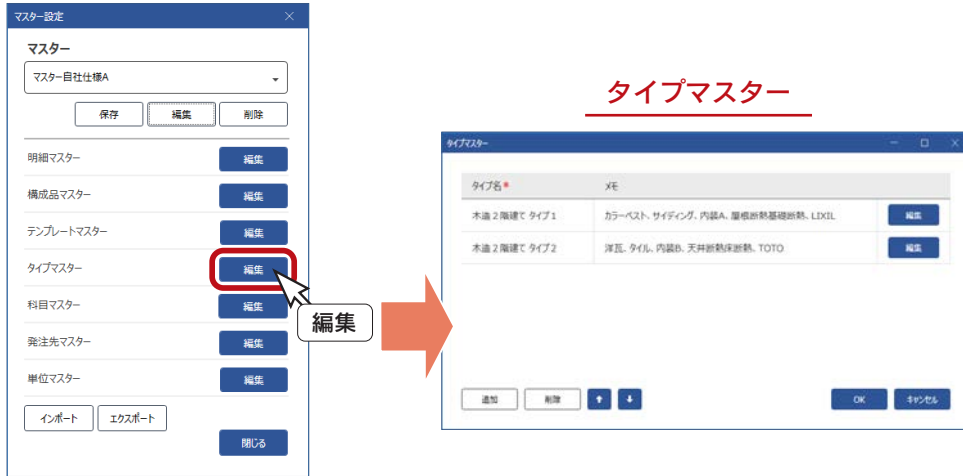 マスター設定
マスター
マスター自社仕様A
保存 編集 削除
明細マスター 編集
構成品マスター 編集
テンプレートマスター 編集
タイプマスター 編集
科目マスター 編集
発注先マスター 編集
単位マスター 編集
インポート エクスポート
閉じる
編集
タイプマスター
タイプマスター
タイプ名* メモ
木造2階建て タイプ1 カラーベスト、サイディング、内装A、屋根断熱基礎断熱、LIXIL 編集
木造2階建て タイプ2 洋瓦、タイル、内装B、天井断熱床断熱、TOTO 編集
追加 削除 OK キャンセル